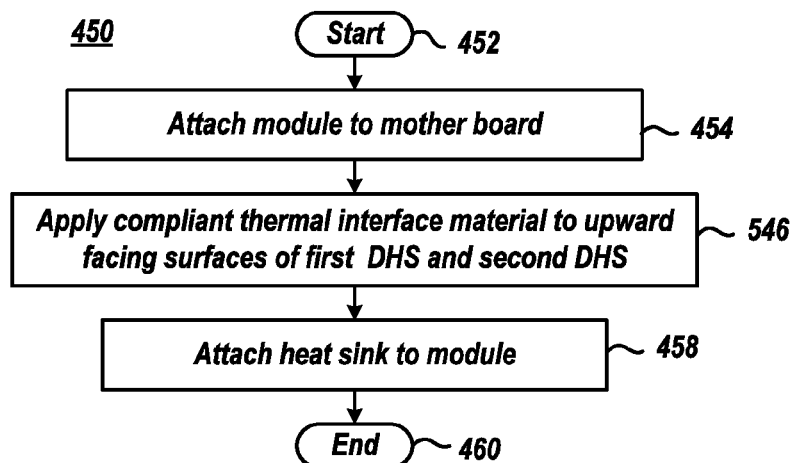 450
Start
452
Attach module to mother board
454
Apply compliant thermal interface material to upward
facing surfaces of first DHS and second DHS
546
Attach heat sink to module
458
End
460